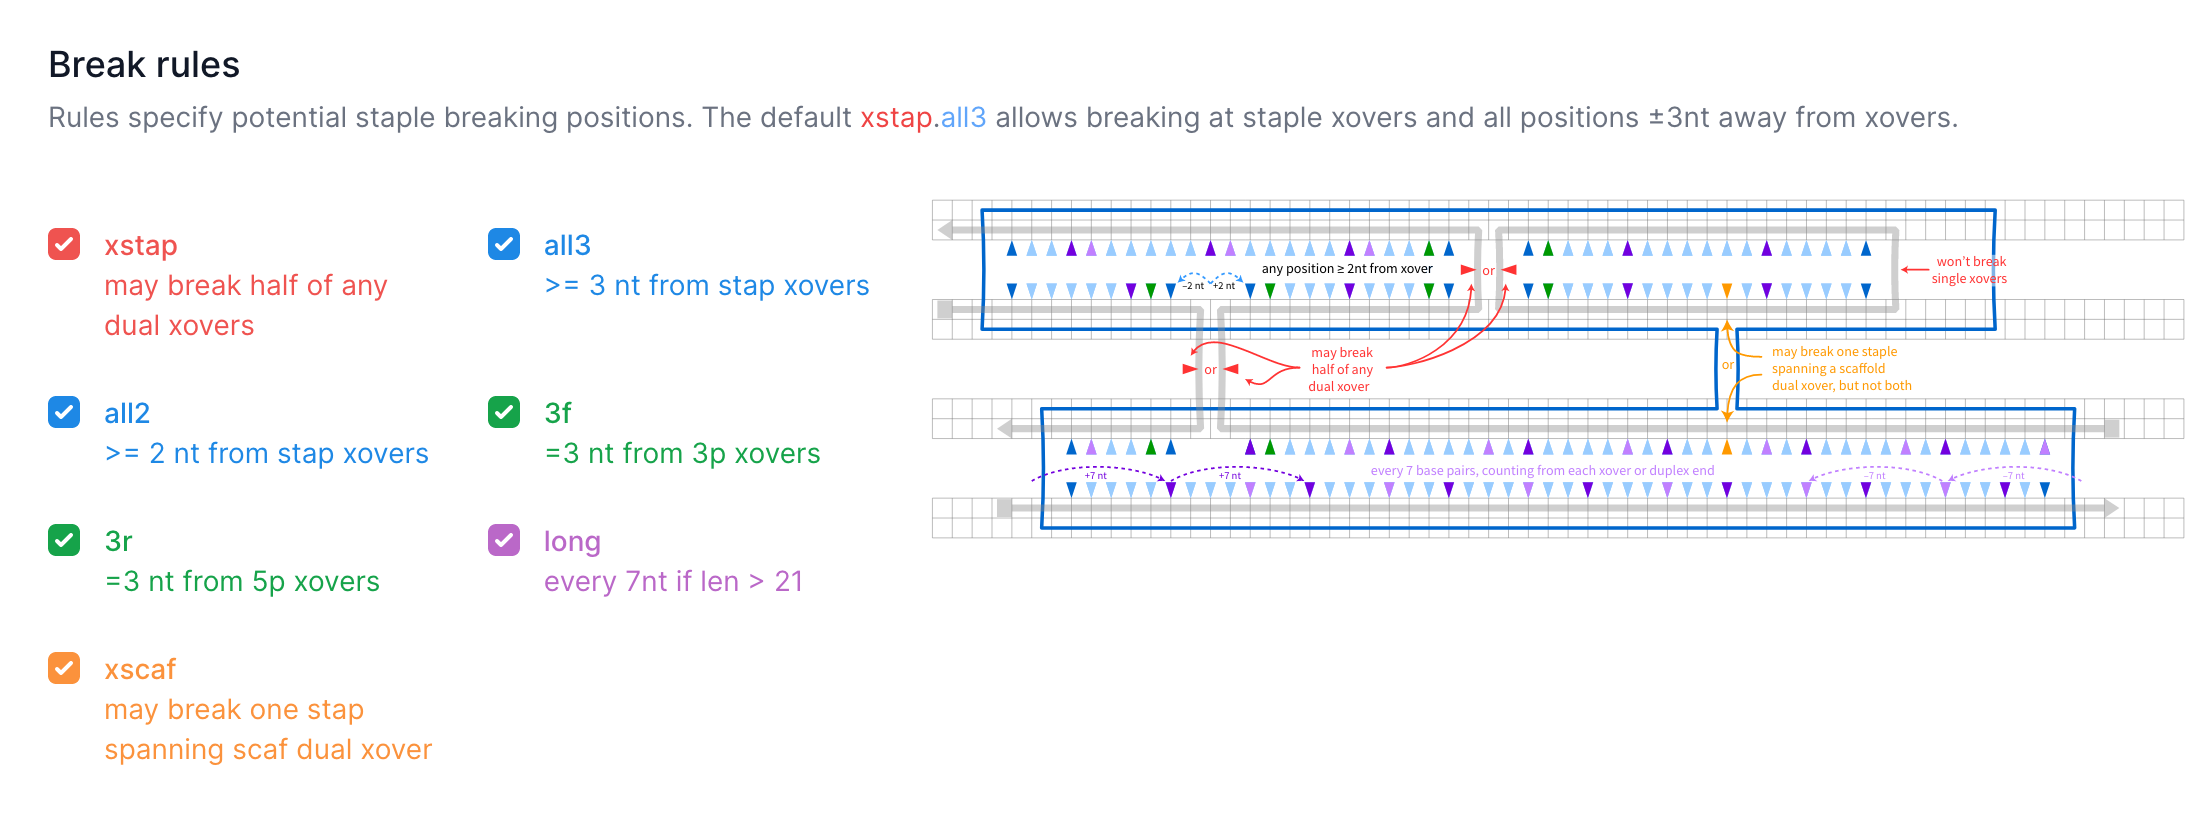 Break rules
Rules specify potential staple breaking positions. The default xstap.all3 allows breaking at staple xovers and all positions ±3nt away from xovers.
xstap
may break half of any
dual xovers
all3
>= 3 nt from stap xovers
all2
>= 2 nt from stap xovers
3f
=3 nt from 3p xovers
3r
=3 nt from 5p xovers
long
every 7nt if len > 21
xscaf
may break one stap
spanning scaf dual xover
any position ≥ 2nt from xover
−2 nt
+2 nt
or
won't break
single xovers
or
may break
half of any
dual xover
or
may break one staple
spanning a scaffold
dual xover, but not both
+7 nt
+7 nt
every 7 base pairs, counting from each xover or duplex end
−7 nt
−7 nt